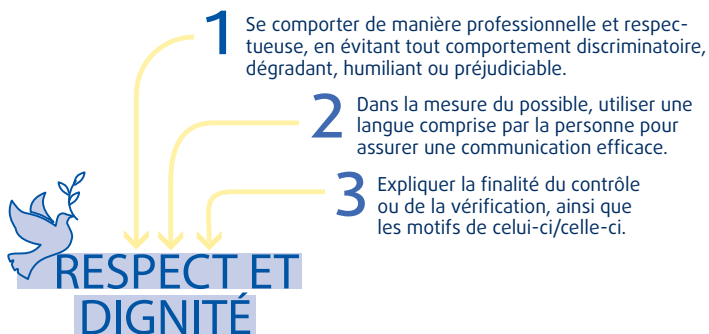 1 Se comporter de manière professionnelle et respec-
tueuse, en évitant tout comportement discriminatoire,
dégradant, humiliant ou préjudiciable.
2 Dans la mesure du possible, utiliser une
langue comprise par la personne pour
assurer une communication efficace.
3 Expliquer la finalité du contrôle
ou de la vérification, ainsi que
les motifs de celui-ci/celle-ci.
RESPECT ET
DIGNITÉ